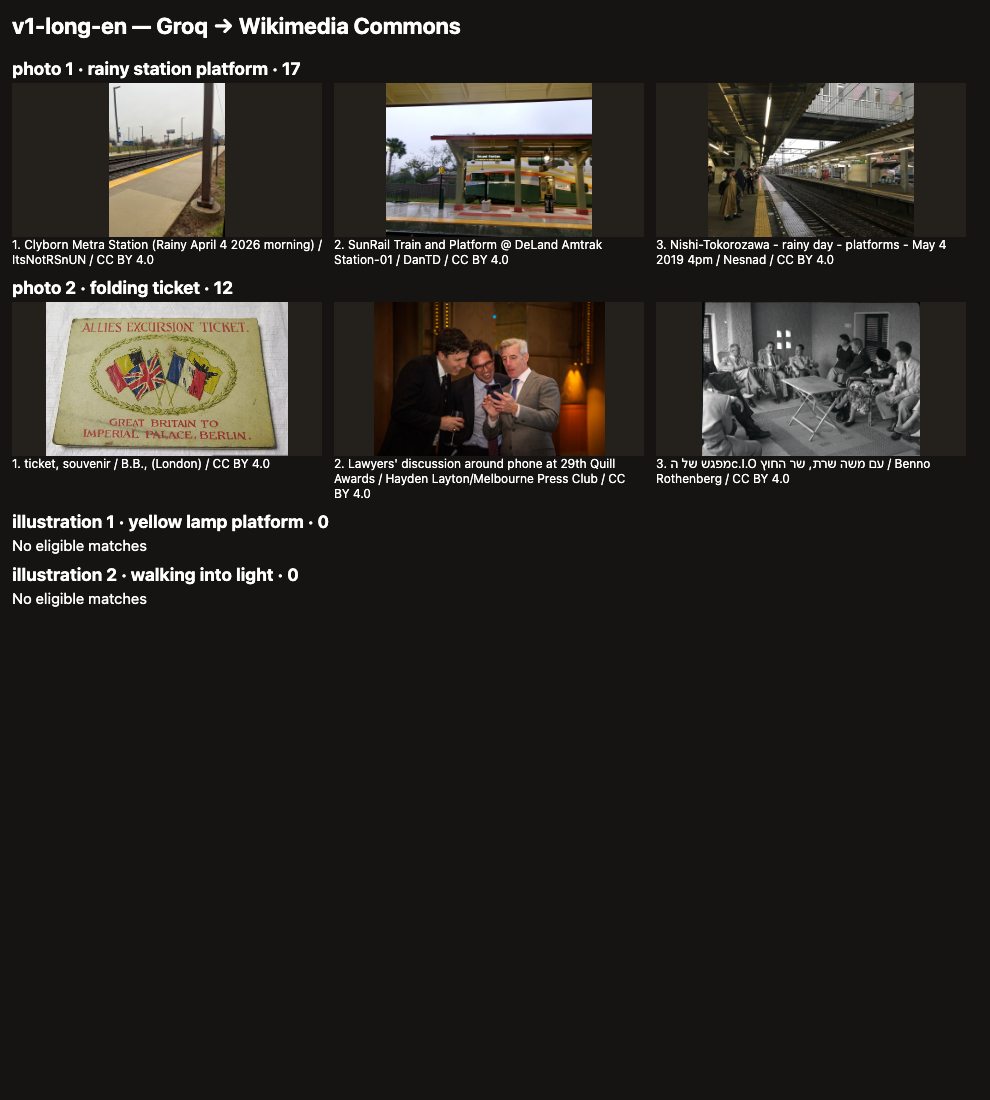 v1-long-en — Groq → Wikimedia Commons
photo 1 · rainy station platform · 17
1. Clyborn Metra Station (Rainy April 4 2026 morning) /
ItsNotRSnUN / CC BY 4.0
2. SunRail Train and Platform @ DeLand Amtrak
Station-01 / DanTD / CC BY 4.0
3. Nishi-Tokorozawa - rainy day - platforms - May 4
2019 4pm / Nesnad / CC BY 4.0
photo 2 · folding ticket · 12
ALLIES EXCURSION TICKET.
GREAT BRITAIN TO
IMPERIAL PALACE, BERLIN.
1. ticket, souvenir / B.B., (London) / CC BY 4.0
2. Lawyers' discussion around phone at 29th Quill
Awards / Hayden Layton/Melbourne Press Club / CC
BY 4.0
3. מפגש של הc.I.O עם משה שרת, שר החוץ / Benno
Rothenberg / CC BY 4.0
illustration 1 · yellow lamp platform · 0
No eligible matches
illustration 2 · walking into light · 0
No eligible matches